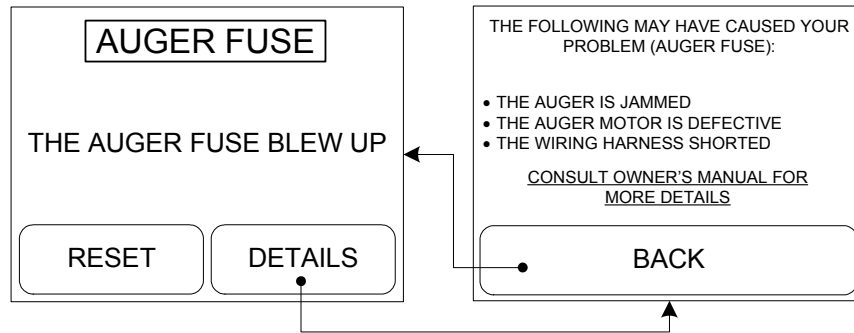 AUGER FUSE
THE AUGER FUSE BLEW UP
RESET
DETAILS
THE FOLLOWING MAY HAVE CAUSED YOUR
PROBLEM (AUGER FUSE):
• THE AUGER IS JAMMED
• THE AUGER MOTOR IS DEFECTIVE
• THE WIRING HARNESS SHORTED
CONSULT OWNER'S MANUAL FOR
MORE DETAILS
BACK